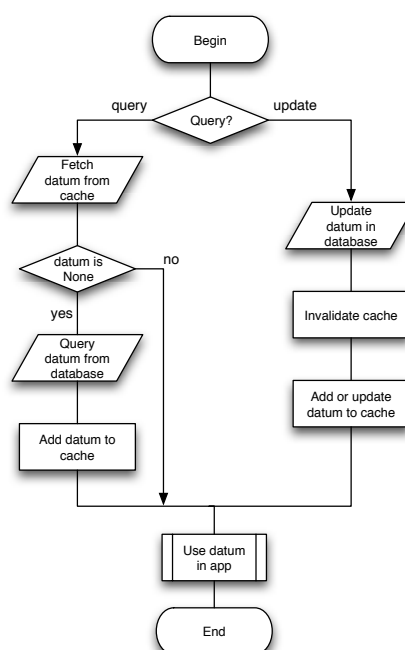 Begin
query
update
Query?
Fetch
datum from
cache
Update
datum in
database
datum is
None
no
yes
Invalidate cache
Query
datum from
database
Add or update
datum to cache
Add datum to
cache
Use datum
in app
End